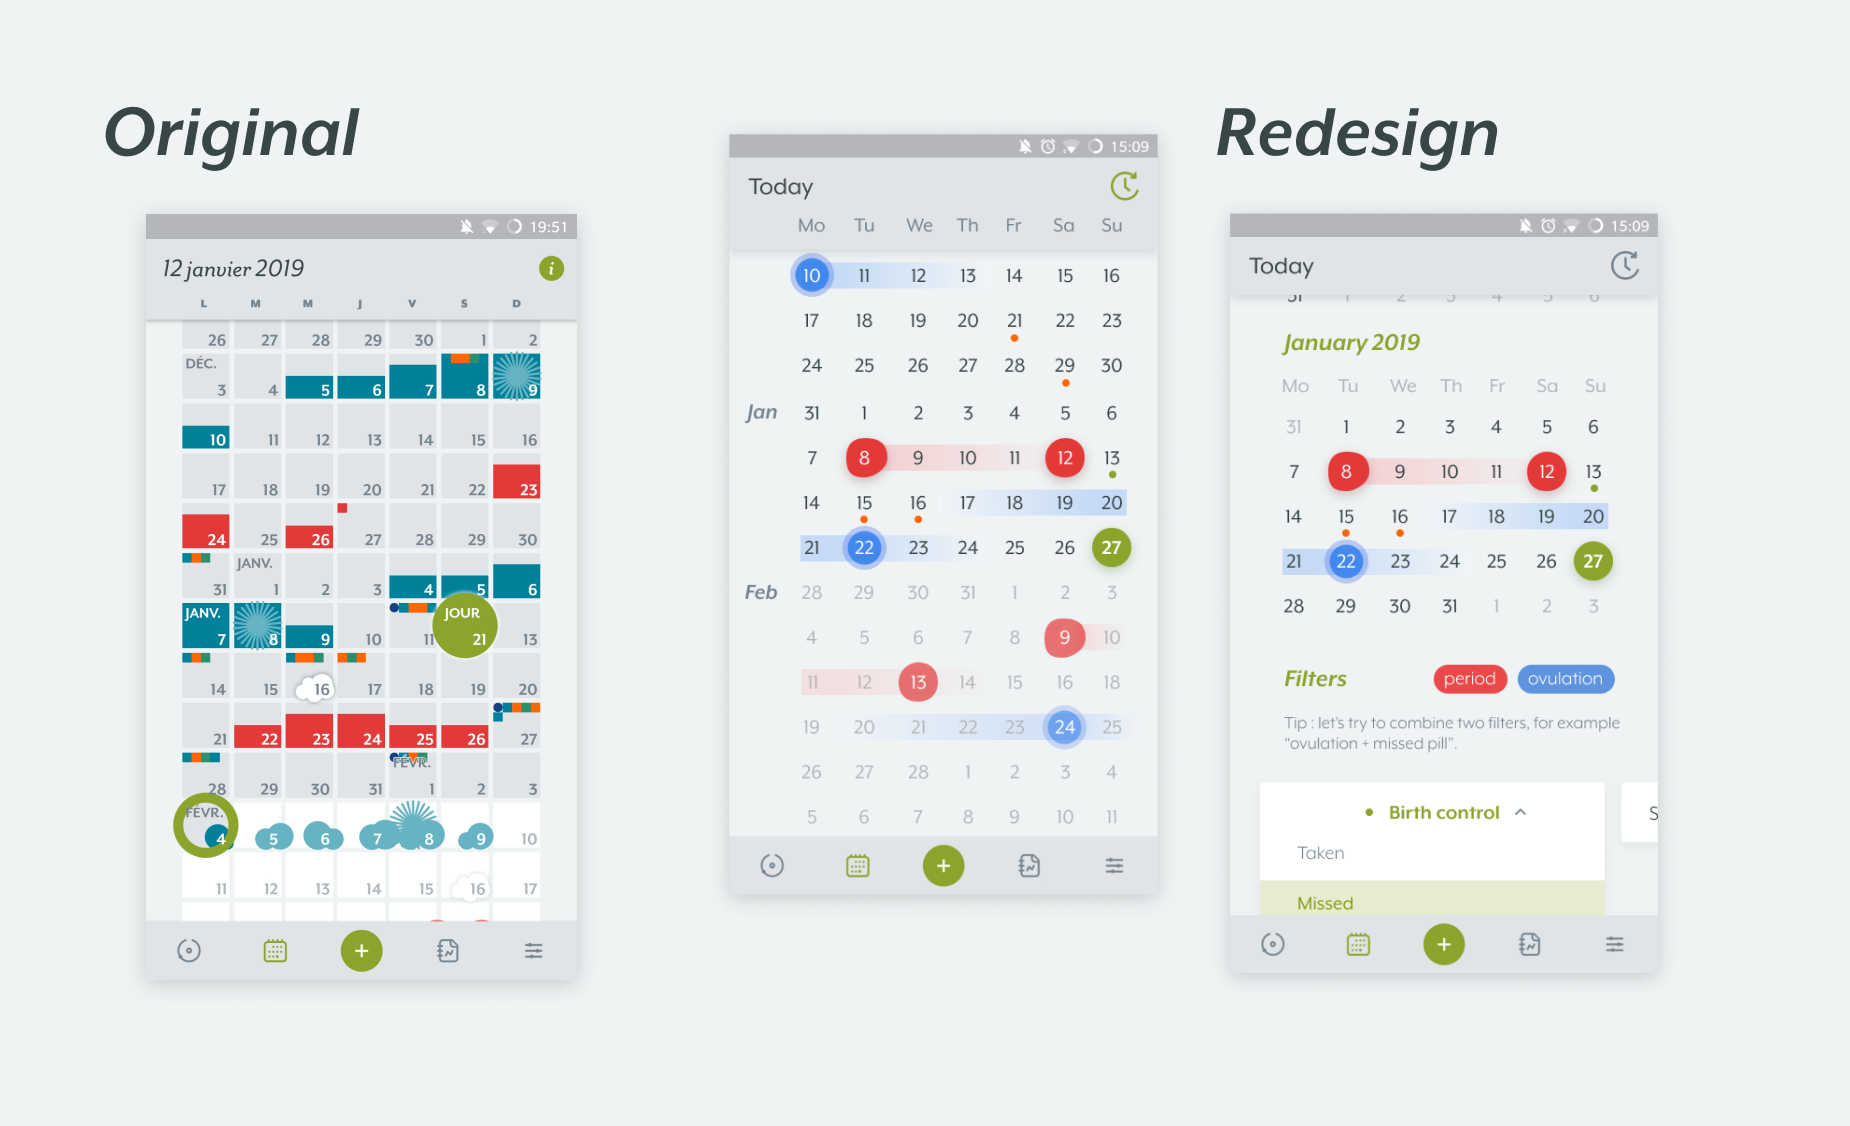 Original
19:51
12 janvier 2019
i
L M M J V S D
26 27 28 29 30 1 2
DÉC.
3 4 5 6 7 8 9
10 11 12 13 14 15 16
17 18 19 20 21 22 23
24 25 26 27 28 29 30
JANV.
31 1 2 3 4 5 6
JANV. JOUR
7 8 9 10 11 21 13
14 15 16 17 18 19 20
21 22 23 24 25 26 27
FÉVR.
28 29 30 31 1 2 3
FÉVR.
4 5 6 7 8 9 10
11 12 13 14 15 16 17
15:09
Today
Mo Tu We Th Fr Sa Su
10 11 12 13 14 15 16
17 18 19 20 21 22 23
24 25 26 27 28 29 30
Jan 31 1 2 3 4 5 6
7 8 9 10 11 12 13
14 15 16 17 18 19 20
21 22 23 24 25 26 27
Feb 28 29 30 31 1 2 3
4 5 6 7 8 9 10
11 12 13 14 15 16 18
19 20 21 22 23 24 25
26 27 28 1 2 3 4
5 6 7 8 9 10 11
Redesign
15:09
Today
31 1 2 3 4 5 6
January 2019
Mo Tu We Th Fr Sa Su
31 1 2 3 4 5 6
7 8 9 10 11 12 13
14 15 16 17 18 19 20
21 22 23 24 25 26 27
28 29 30 31 1 2 3
Filters period ovulation
Tip : let's try to combine two filters, for example
“ovulation + missed pill”.
• Birth control
S
Taken
Missed